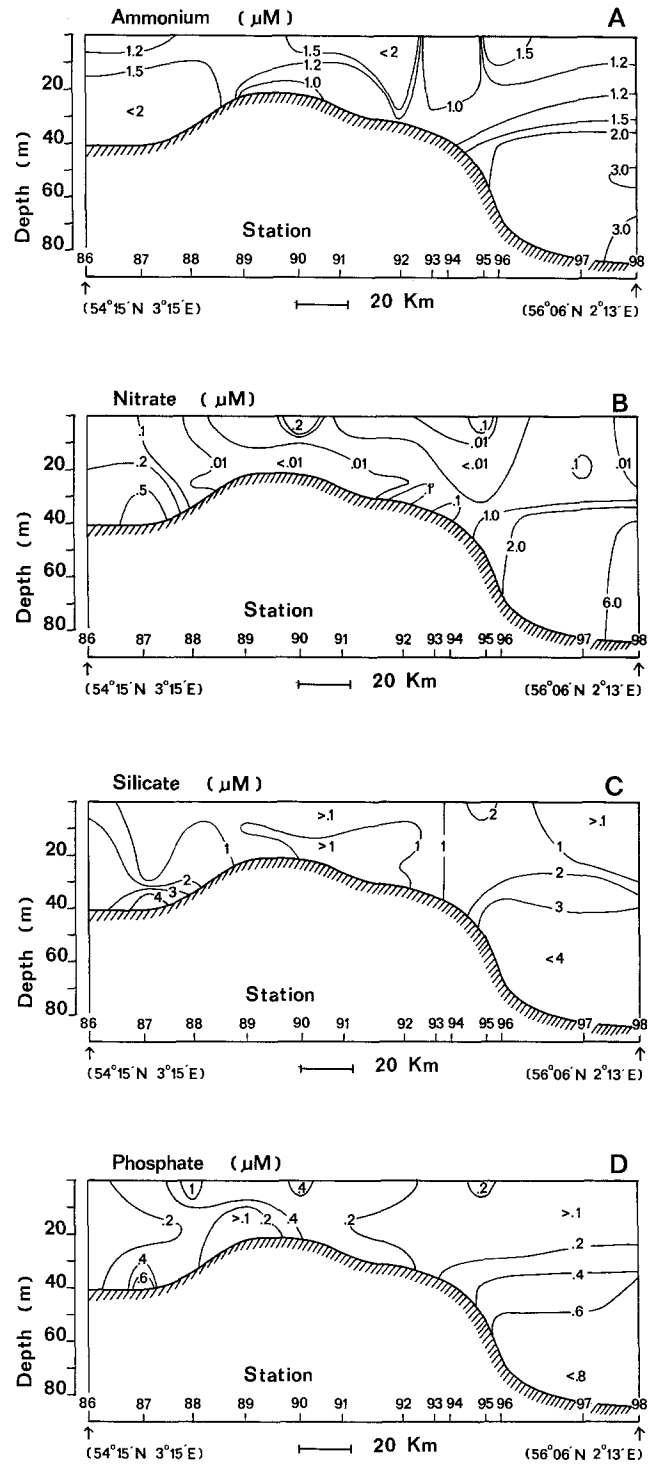 Ammonium (µM) A
1.2 1.5 <2 1.5
1.5 1.2 1.0 1.0 1.2
<2 1.2
1.5
2.0
3.0
3.0
20
40
60
80
Depth (m)
Station
86 87 88 89 90 91 92 93 94 95 96 97 98
(54°15'N 3°15'E) 20 Km (56°06'N 2°13'E)
Nitrate (µM) B
.1 .2 .1
.01
.2 .01 <.01 .01 <.01 .1 .01
.5 .1 1.0
2.0
6.0
20
40
60
80
Depth (m)
Station
86 87 88 89 90 91 92 93 94 95 96 97 98
(54°15'N 3°15'E) 20 Km (56°06'N 2°13'E)
Silicate (µM) C
>.1 .2 >.1
1 >1 1 1 1
2 2
3 3
4
<4
20
40
60
80
Depth (m)
Station
86 87 88 89 90 91 92 93 94 95 96 97 98
(54°15'N 3°15'E) 20 Km (56°06'N 2°13'E)
Phosphate (µM) D
1 .4 .2
.2 >.1 .2 .4 .2 >.1
.2
.4 .4
.6 .6
<.8
20
40
60
80
Depth (m)
Station
86 87 88 89 90 91 92 93 94 95 96 97 98
(54°15'N 3°15'E) 20 Km (56°06'N 2°13'E)